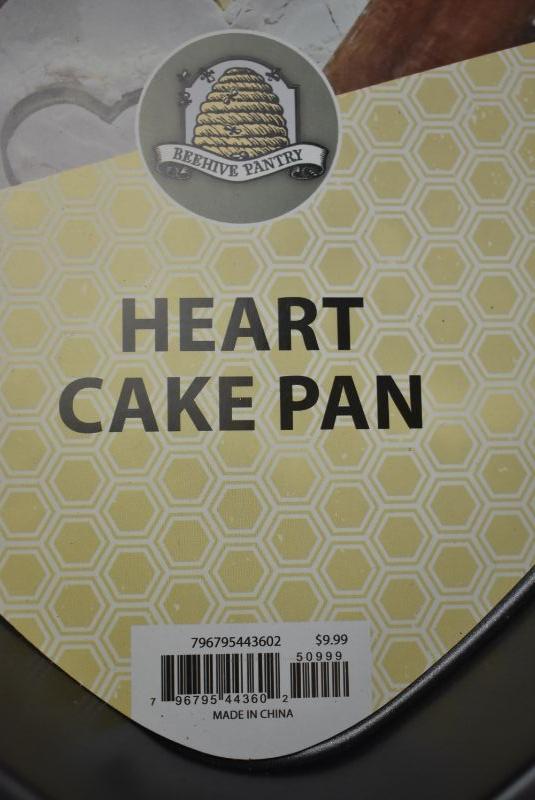 BEEHIVE PANTRY
HEART
CAKE PAN
796795443602 $9.99
50999
7 96795 44360 2
MADE IN CHINA